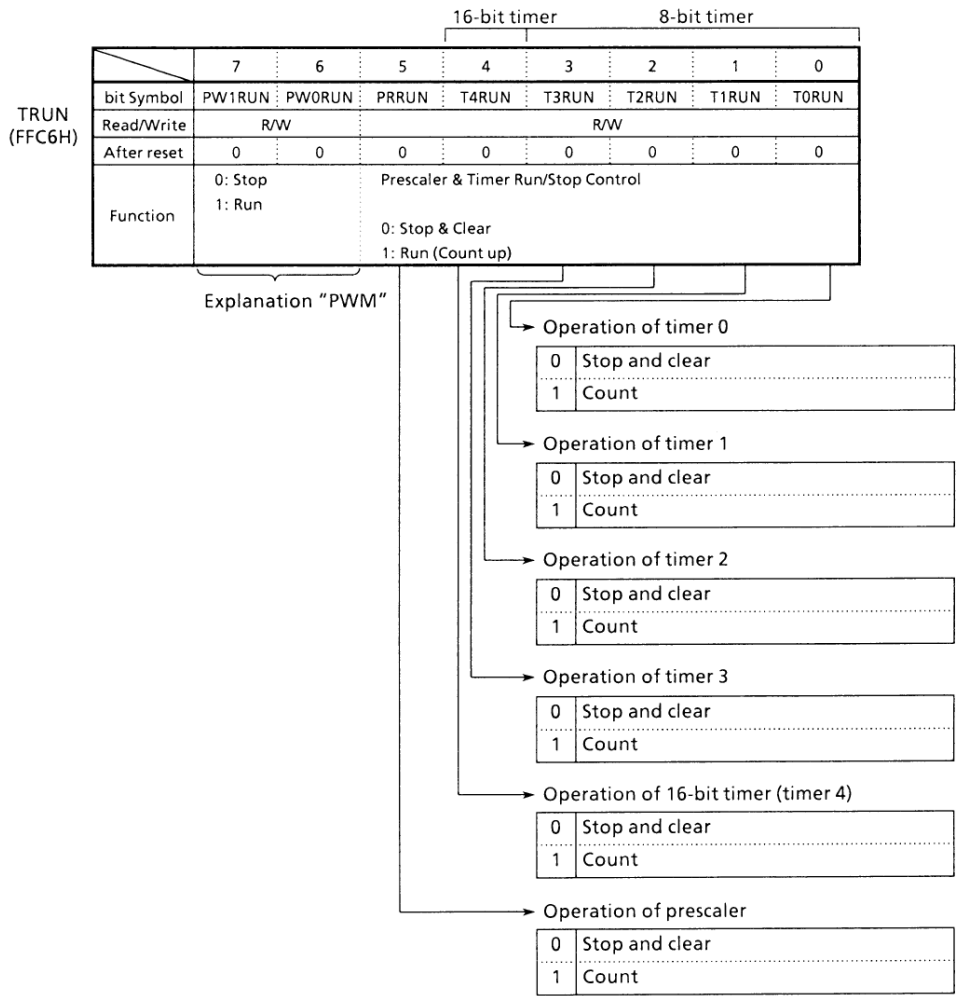 16-bit timer 8-bit timer
7 6 5 4 3 2 1 0
bit Symbol PW1RUN PW0RUN PRRUN T4RUN T3RUN T2RUN T1RUN T0RUN
TRUN
(FFC6H)
Read/Write R/W R/W
After reset 0 0 0 0 0 0 0 0
Function
0: Stop
1: Run
Prescaler & Timer Run/Stop Control
0: Stop & Clear
1: Run (Count up)
Explanation "PWM"
Operation of timer 0
0 Stop and clear
1 Count
Operation of timer 1
0 Stop and clear
1 Count
Operation of timer 2
0 Stop and clear
1 Count
Operation of timer 3
0 Stop and clear
1 Count
Operation of 16-bit timer (timer 4)
0 Stop and clear
1 Count
Operation of prescaler
0 Stop and clear
1 Count